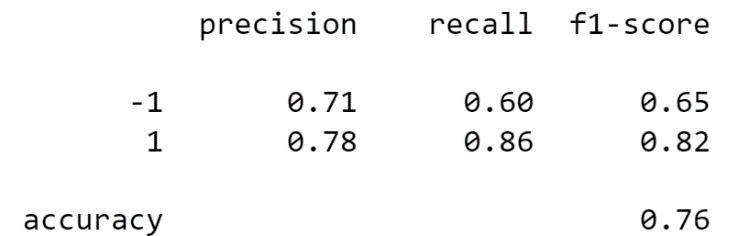 precision recall f1-score
-1 0.71 0.60 0.65
1 0.78 0.86 0.82
accuracy 0.76